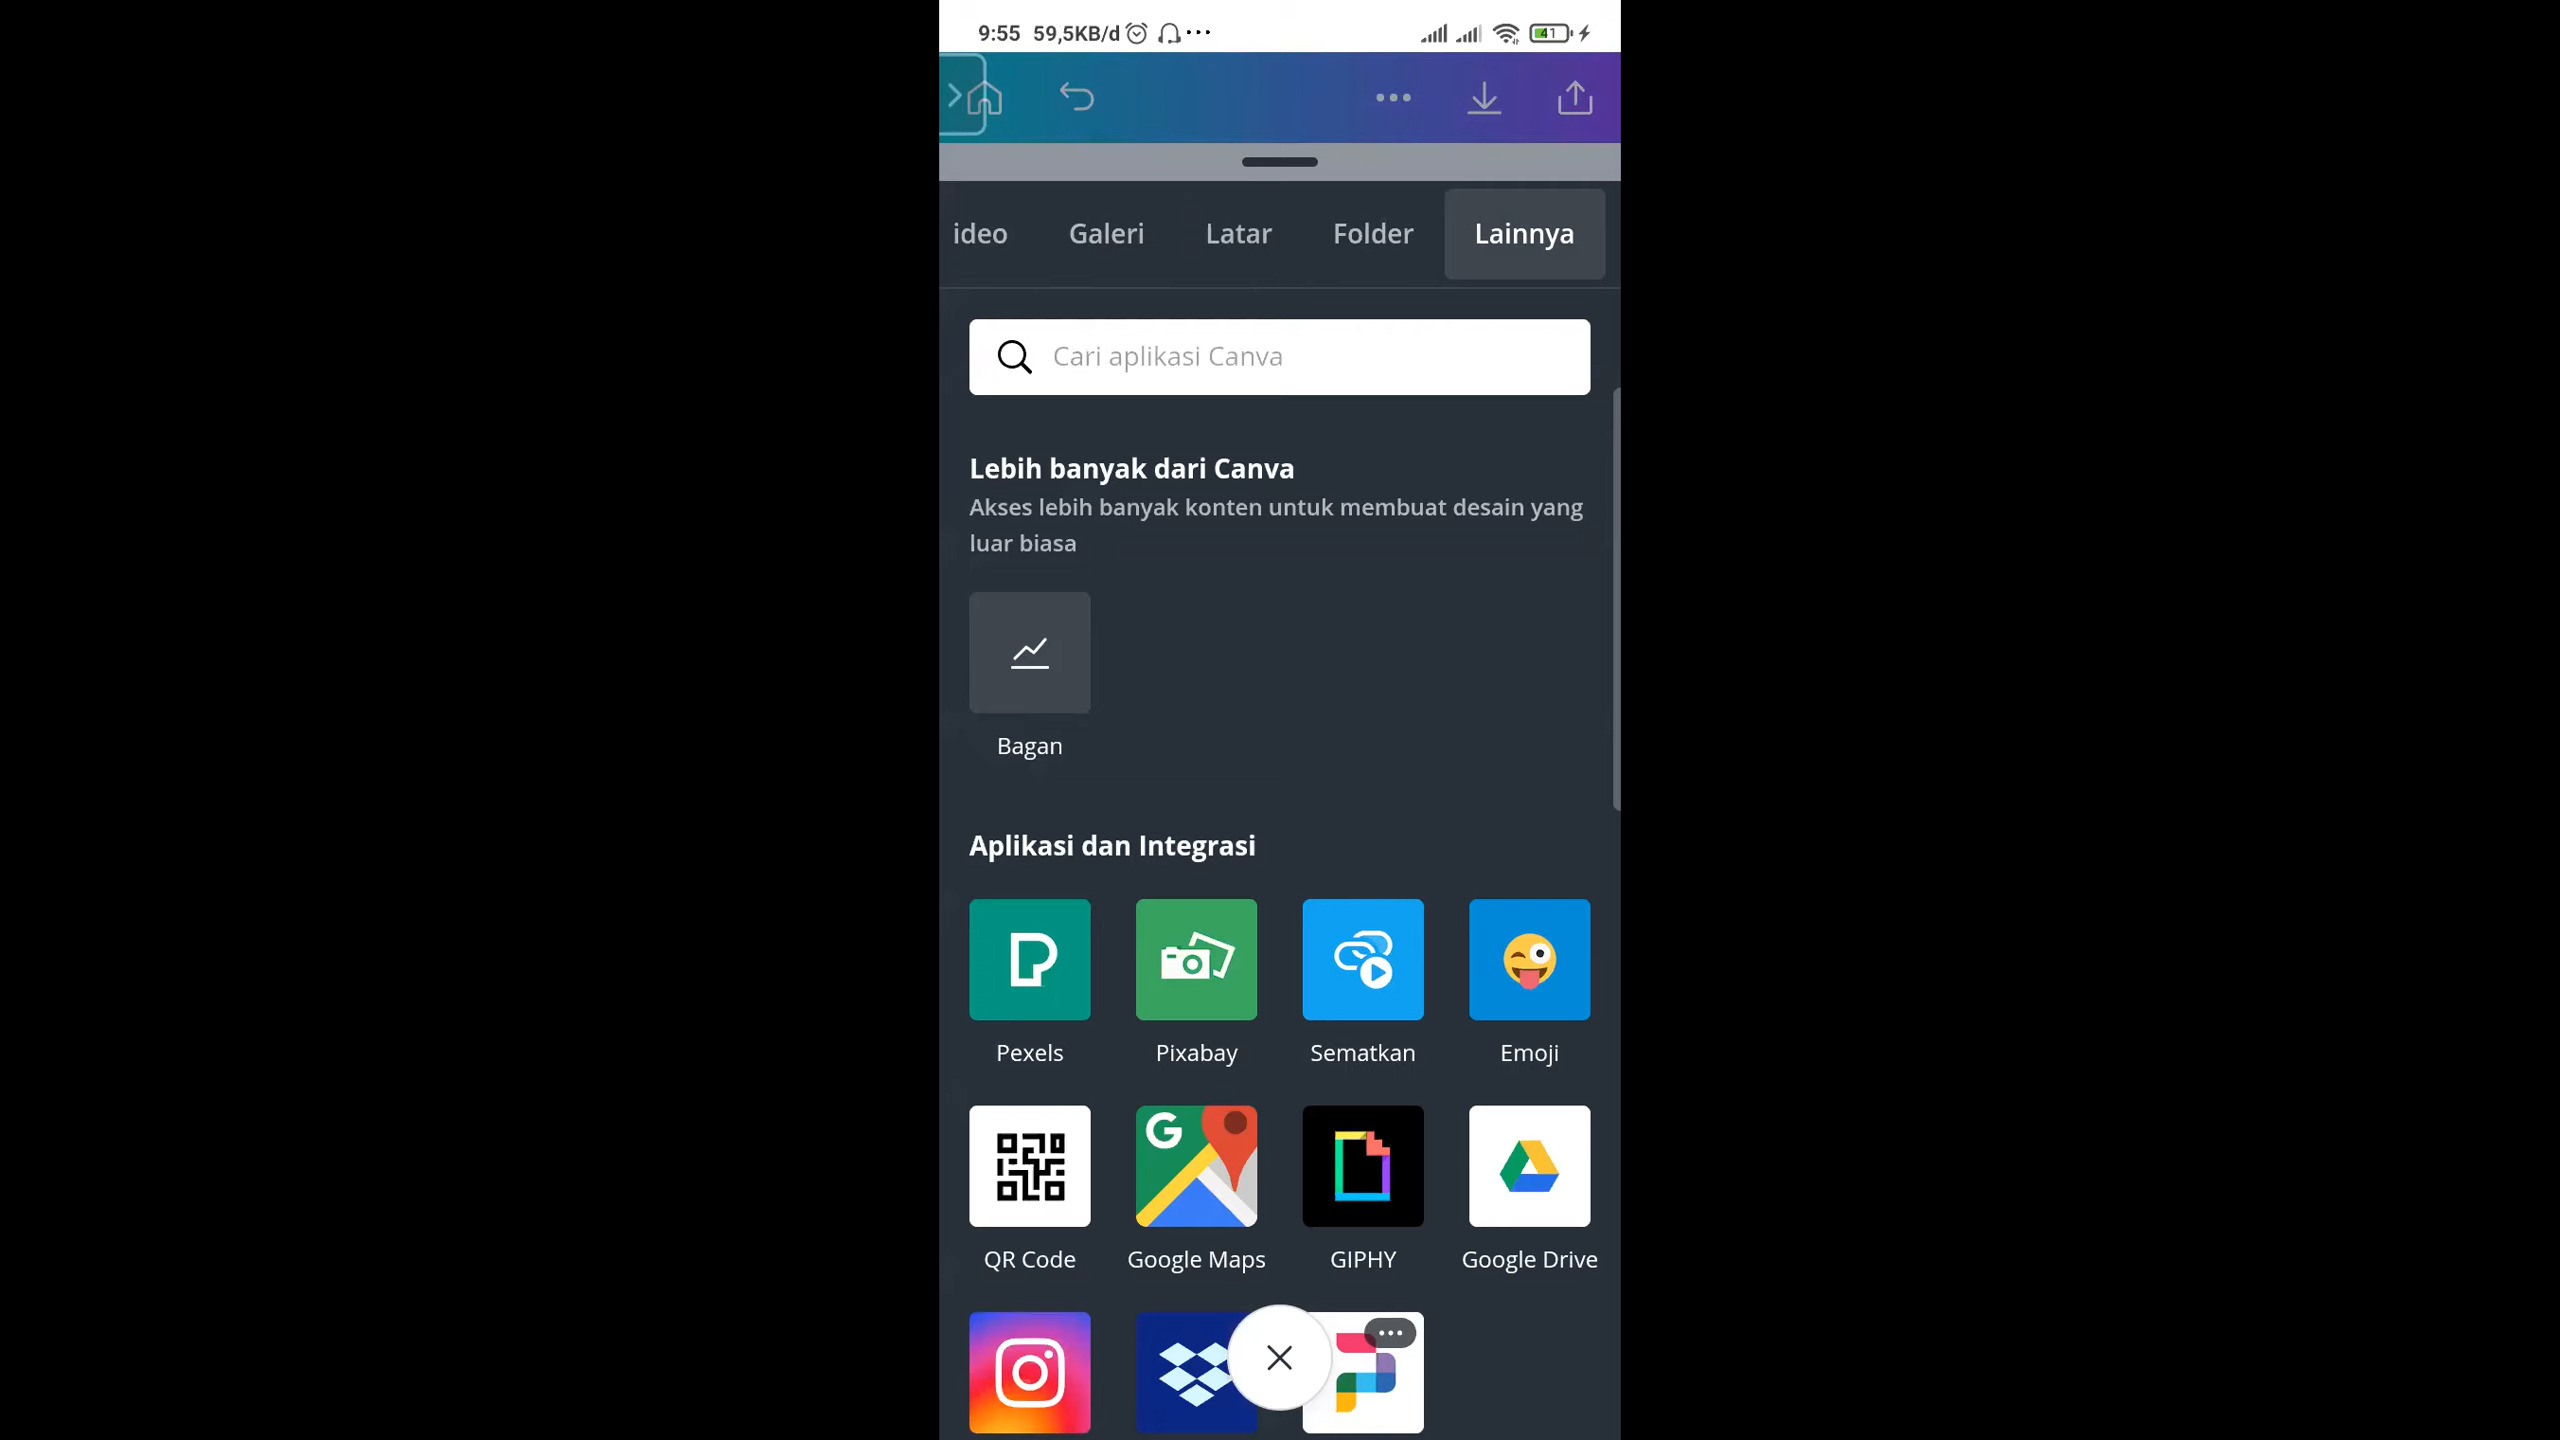 9:55 59,5KB/d
41
ideo Galeri Latar Folder Lainnya
Cari aplikasi Canva
Lebih banyak dari Canva
Akses lebih banyak konten untuk membuat desain yang
luar biasa
Bagan
Aplikasi dan Integrasi
Pexels Pixabay Sematkan Emoji
QR Code Google Maps GIPHY Google Drive